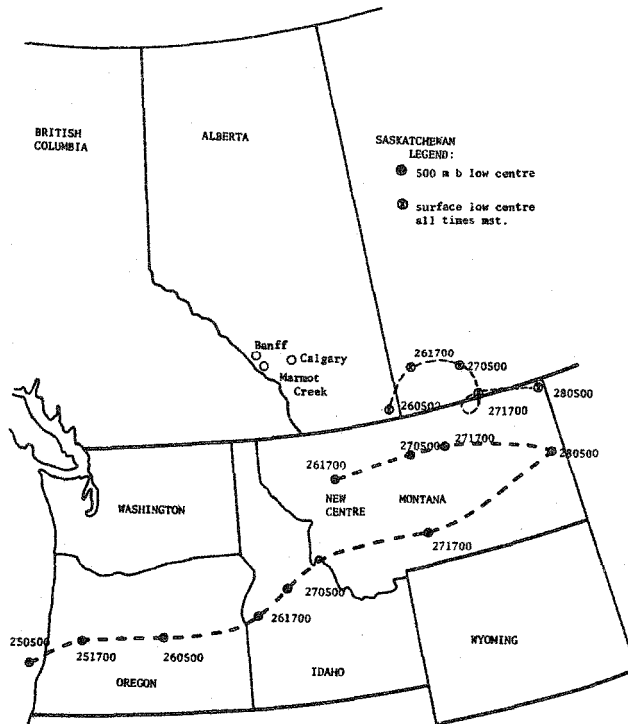 BRITISH
COLUMBIA
ALBERTA
SASKATCHEWAN
LEGEND:
500 m b low centre
surface low centre
all times mst.
Banff
Calgary
Marmot
Creek
261700
270500
260500
271700
280500
270500
271700
280500
261700
NEW
CENTRE
MONTANA
WASHINGTON
271700
270500
261700
250500
251700
260500
WYOMING
IDAHO
OREGON